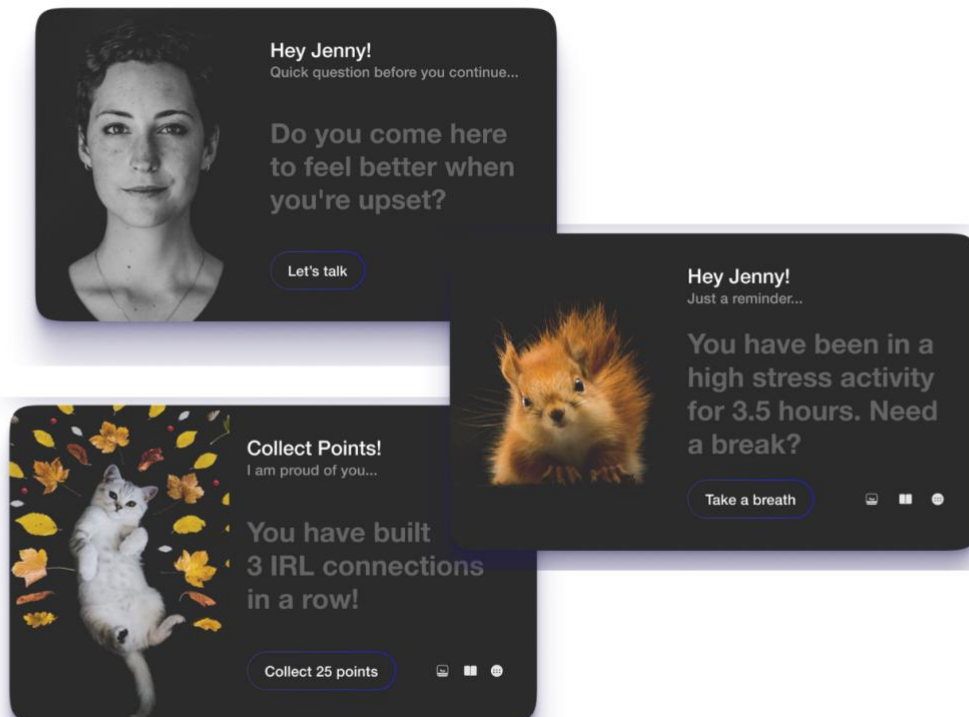 Hey Jenny!
Quick question before you continue...
Do you come here
to feel better when
you're upset?
Let's talk
Hey Jenny!
Just a reminder...
You have been in a
high stress activity
for 3.5 hours. Need
a break?
Take a breath
Collect Points!
I am proud of you...
You have built
3 IRL connections
in a row!
Collect 25 points